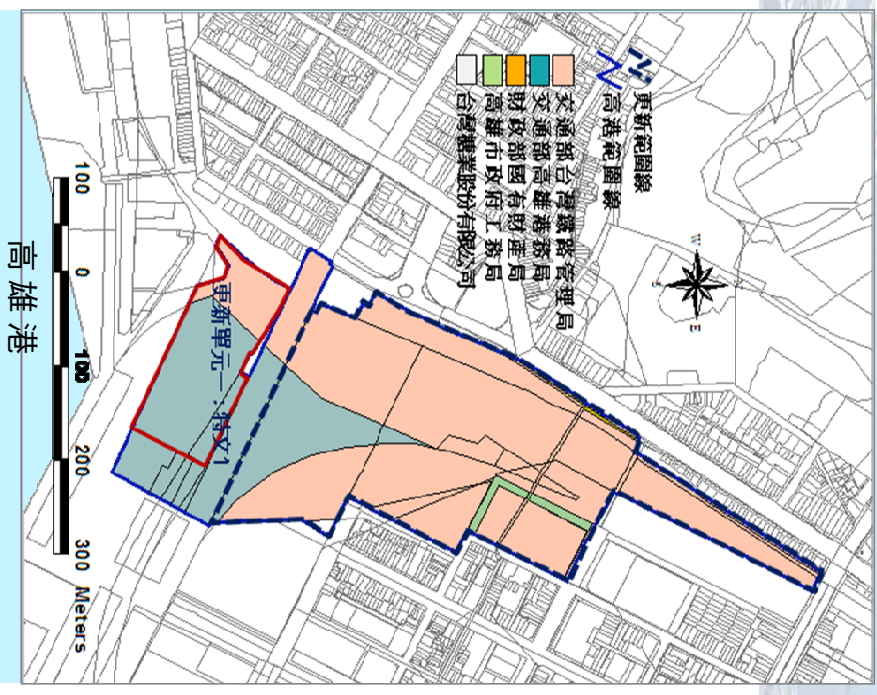 更新範圍線
高港範圍線
交通部台灣鐵路管理局
交通部高雄港務局
財政部國有財產局
高雄市政府工務局
台灣糖業股份有限公司
W
S
E
更新單元一：特文1
100
0
100
200
300 Meters
高雄港